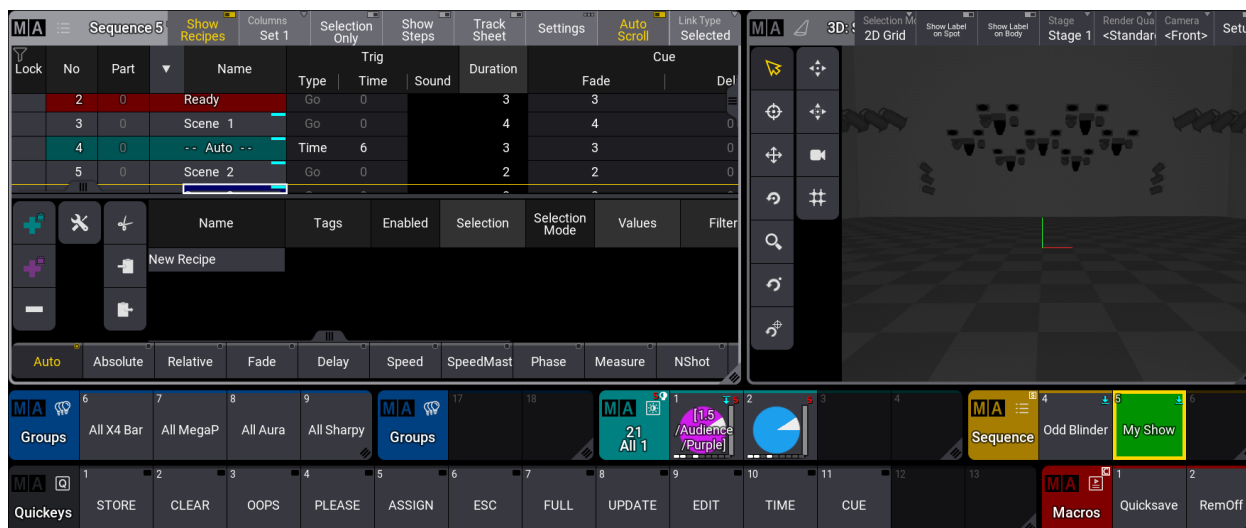 MA Sequence 5 Show Recipes Columns Set 1 Selection Only Show Steps Track Sheet Settings Auto Scroll Link Type Selected
Lock No Part Name Trig Duration Cue
Type Time Sound Fade Del
2 0 Ready Go 0 3 3
3 0 Scene 1 Go 0 4 4 0
4 0 -- Auto -- Time 6 3 3 0
5 0 Scene 2 Go 0 2 2 0
Name Tags Enabled Selection Selection Mode Values Filter
New Recipe
Auto Absolute Relative Fade Delay Speed SpeedMast Phase Measure NShot
MA 3D: Selection Mo 2D Grid Show Label on Spot Show Label on Body Stage Stage 1 Render Qua <Standar Camera <Front> Setu
MA Groups 6 All X4 Bar 7 All MegaP 8 All Aura 9 All Sharpy MA Groups 17 18 MA 21 All 1 S 1 [1.5 /Audience /Purple] S 2 S 3 4 MA S Sequence 4 Odd Blinder 5 My Show 6
MA Q Quickeys 1 STORE 2 CLEAR 3 OOPS 4 PLEASE 5 ASSIGN 6 ESC 7 FULL 8 UPDATE 9 EDIT 10 TIME 11 CUE 12 13 MA Macros 1 Quicksave 2 RemOff